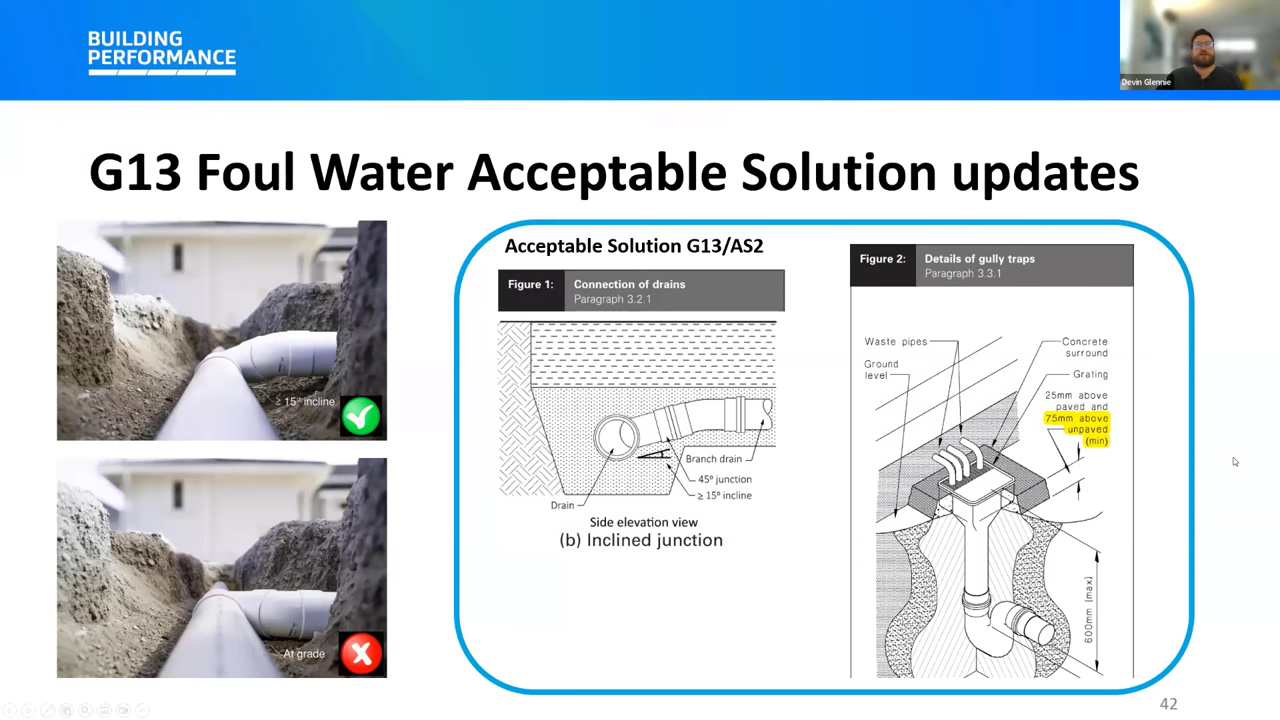 BUILDING
PERFORMANCE
Devin Glennie
G13 Foul Water Acceptable Solution updates
≥ 15° incline
At grade
Acceptable Solution G13/AS2
Figure 1:
Connection of drains
Paragraph 3.2.1
Branch drain
45º junction
≥ 15º incline
Drain
Side elevation view
(b) Inclined junction
Figure 2:
Details of gully traps
Paragraph 3.3.1
Waste pipes
Ground
level
Concrete
surround
Grating
25mm above
paved and
75mm above
unpaved
(min)
600mm (max)
42